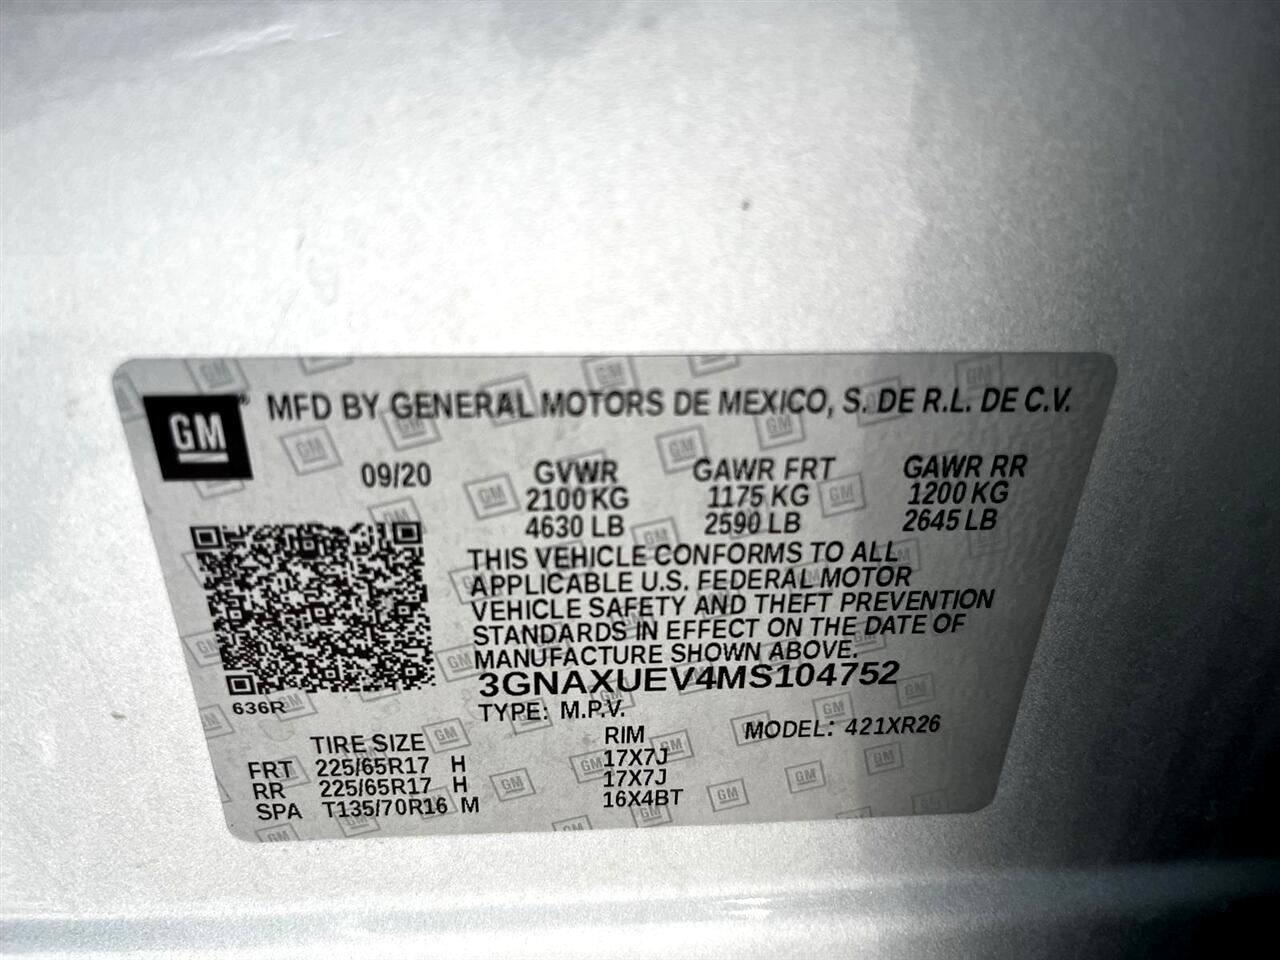 GM® MFD BY GENERAL MOTORS DE MEXICO, S. DE R.L. DE C.V.
09/20 GVWR GAWR FRT GAWR RR
2100 KG 1175 KG 1200 KG
4630 LB 2590 LB 2645 LB
THIS VEHICLE CONFORMS TO ALL
APPLICABLE U.S. FEDERAL MOTOR
VEHICLE SAFETY AND THEFT PREVENTION
STANDARDS IN EFFECT ON THE DATE OF
MANUFACTURE SHOWN ABOVE.
3GNAXUEV4MS104752
636R
TYPE: M.P.V.
MODEL: 421XR26
TIRE SIZE RIM
FRT 225/65R17 H 17X7J
RR 225/65R17 H 17X7J
SPA T135/70R16 M 16X4BT